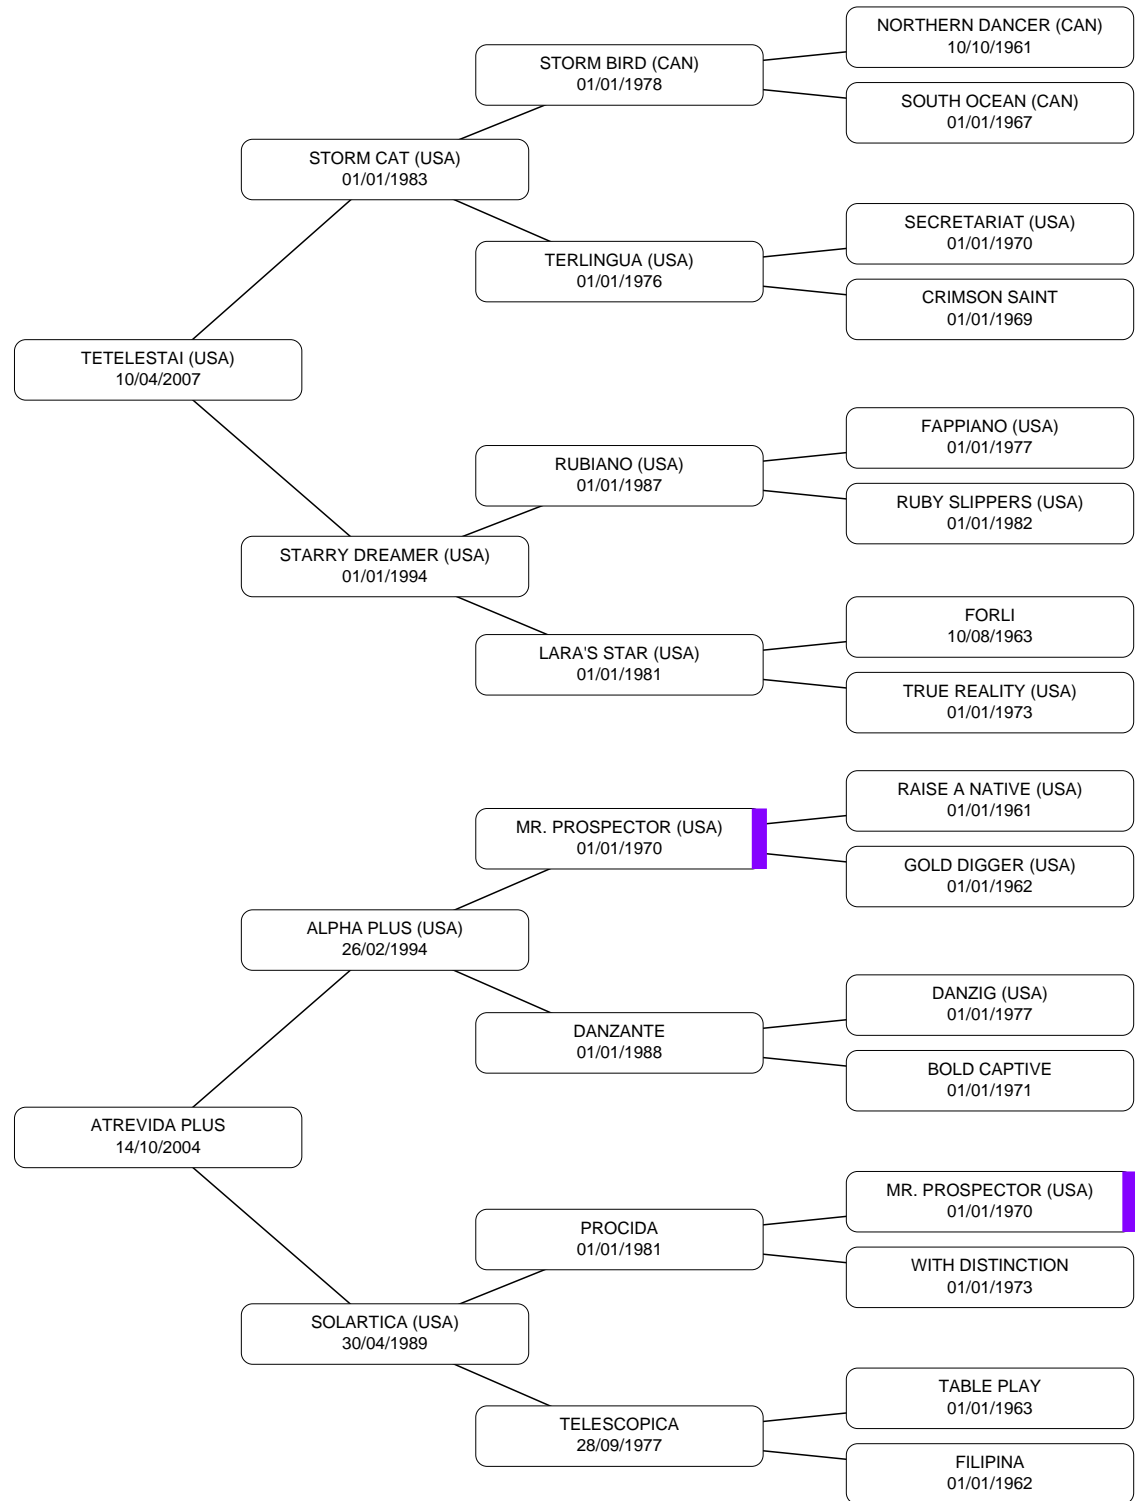 NORTHERN DANCER (CAN)
10/10/1961
STORM BIRD (CAN)
01/01/1978
SOUTH OCEAN (CAN)
01/01/1967
STORM CAT (USA)
01/01/1983
SECRETARIAT (USA)
01/01/1970
TERLINGUA (USA)
01/01/1976
CRIMSON SAINT
01/01/1969
TETELESTAI (USA)
10/04/2007
FAPPIANO (USA)
01/01/1977
RUBIANO (USA)
01/01/1987
RUBY SLIPPERS (USA)
01/01/1982
STARRY DREAMER (USA)
01/01/1994
FORLI
10/08/1963
LARA'S STAR (USA)
01/01/1981
TRUE REALITY (USA)
01/01/1973
RAISE A NATIVE (USA)
01/01/1961
MR. PROSPECTOR (USA)
01/01/1970
GOLD DIGGER (USA)
01/01/1962
ALPHA PLUS (USA)
26/02/1994
DANZIG (USA)
01/01/1977
DANZANTE
01/01/1988
BOLD CAPTIVE
01/01/1971
ATREVIDA PLUS
14/10/2004
MR. PROSPECTOR (USA)
01/01/1970
PROCIDA
01/01/1981
WITH DISTINCTION
01/01/1973
SOLARTICA (USA)
30/04/1989
TABLE PLAY
01/01/1963
TELESCOPICA
28/09/1977
FILIPINA
01/01/1962